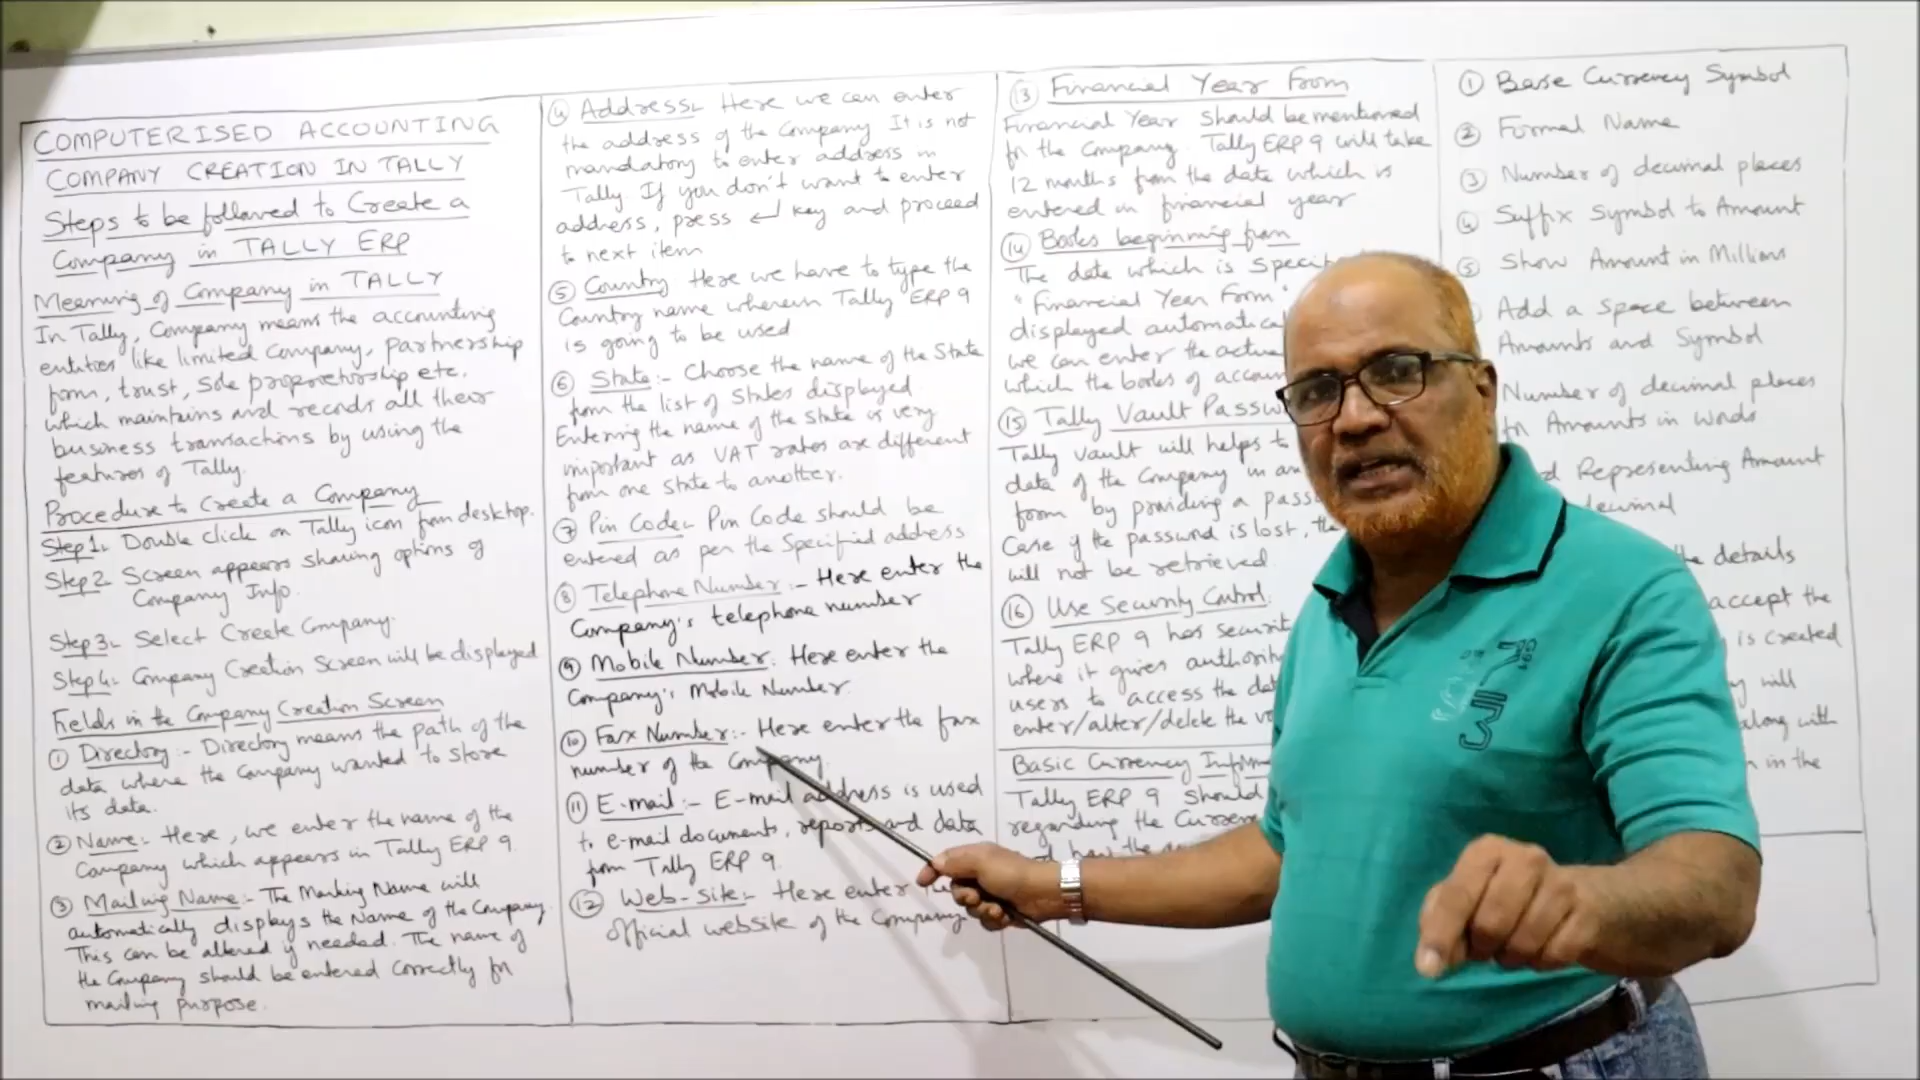 COMPUTERISED ACCOUNTING
COMPANY CREATION IN TALLY
Steps to be followed to Create a
Company in TALLY ERP
Meaning of Company in TALLY
In Tally, Company means the accounting
entities like limited Company, partnership
firm, trust, sole proprietorship etc.
which maintains and records all their
business transactions by using the
features of Tally.
Procedure to Create a Company
Step1:- Double click on Tally icon from desktop.
Step2- Screen appears showing options of
Company Info.
Step3:- Select Create Company.
Step4:- Company Creation Screen will be displayed
Fields in the Company Creation Screen
① Directory:- Directory means the path of the
data where the Company wanted to store
its data.
② Name:- Here, we enter the name of the
Company which appears in Tally ERP 9.
③ Mailing Name:- The Mailing Name will
automatically displays the Name of the Company.
This can be altered if needed. The name of
the Company should be entered correctly for
mailing purpose.
④ Address:- Here we can enter
the address of the Company It is not
mandatory to enter address in
Tally If you don't want to enter
address, press ↵ key and proceed
to next item
⑤ Country: Here we have to type the
Country name wherein Tally ERP 9
is going to be used
⑥ State:- Choose the name of the State
from the list of States displayed.
Entering the name of the State is very
important as VAT rates are different
from one State to another.
⑦ Pin Code:- Pin Code should be
entered as per the Specified address
⑧ Telephone Number:- Here enter the
Company's telephone number
⑨ Mobile Number: Here enter the
Company's Mobile Number.
⑩ Fax Number:- Here enter the fax
number of the Company.
⑪ E-mail:- E-mail address is used
to e-mail documents, reports and data
from Tally ERP 9.
⑫ Web-site:- Here enter the
official website of the Company.
⑬ Financial Year From
Financial Year should be mentioned
for the Company. Tally ERP 9 will take
12 months from the date which is
entered in financial year
⑭ Books beginning from
The date which is
"Financial Year From"
displayed
we can enter the
which the books of
⑮ Tally Vault
Tally vault will helps to
data of the Company in
form by providing a
Case if the password is lost,
will not be retrieved.
⑯ Use Security Control.
Tally ERP 9 has
where it gives
users to access the
enter/alter/delete the
Basic Currency
Tally ERP 9 Should
regarding the
how the
① Base Currency Symbol
② Formal Name
③ Number of decimal places
④ Suffix Symbol to Amount
⑤ Show Amount in Millions
Add a space between
Amounts and Symbol
Number of decimal places
for Amounts in words
Representing Amount
decimal
the details
accept the
is created
will
along with
in the